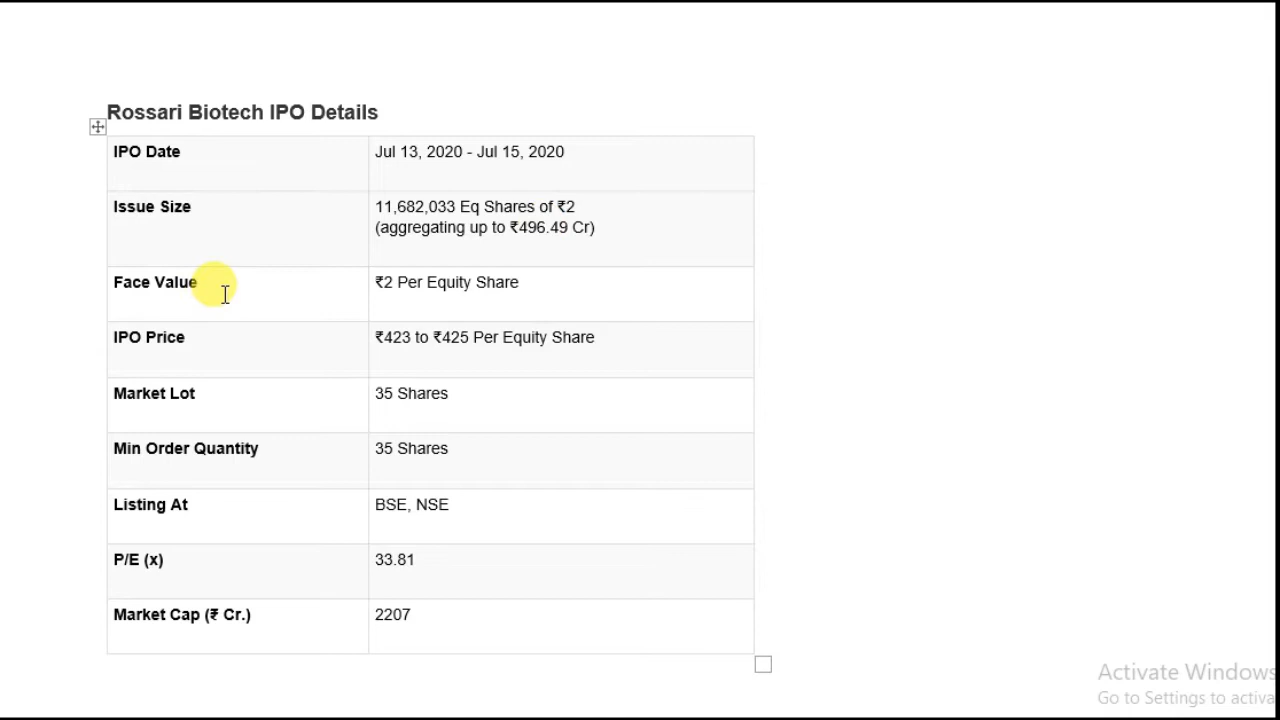 Rossari Biotech IPO Details
IPO Date Jul 13, 2020 - Jul 15, 2020
Issue Size 11,682,033 Eq Shares of ₹2
(aggregating up to ₹496.49 Cr)
Face Value ₹2 Per Equity Share
IPO Price ₹423 to ₹425 Per Equity Share
Market Lot 35 Shares
Min Order Quantity 35 Shares
Listing At BSE, NSE
P/E (x) 33.81
Market Cap (₹ Cr.) 2207
Activate Windows
Go to Settings to activa